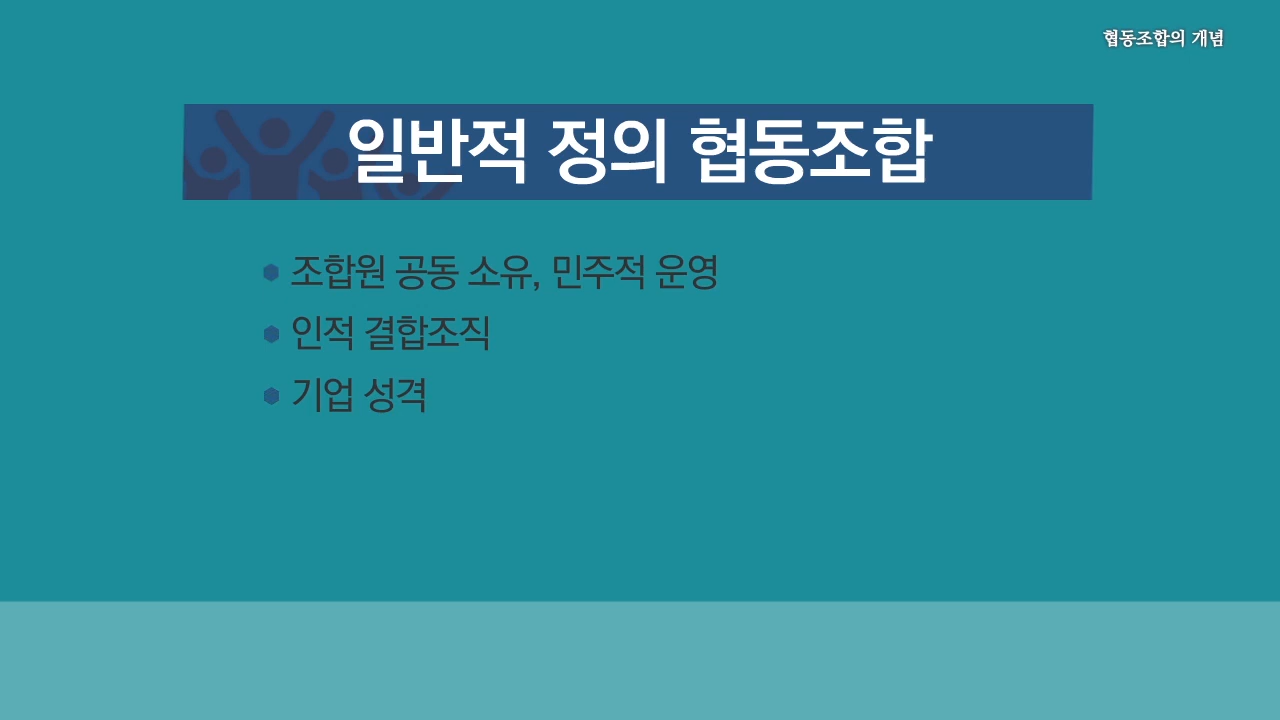 협동조합의 개념
일반적 정의 협동조합
조합원 공동 소유, 민주적 운영
인적 결합조직
기업 성격